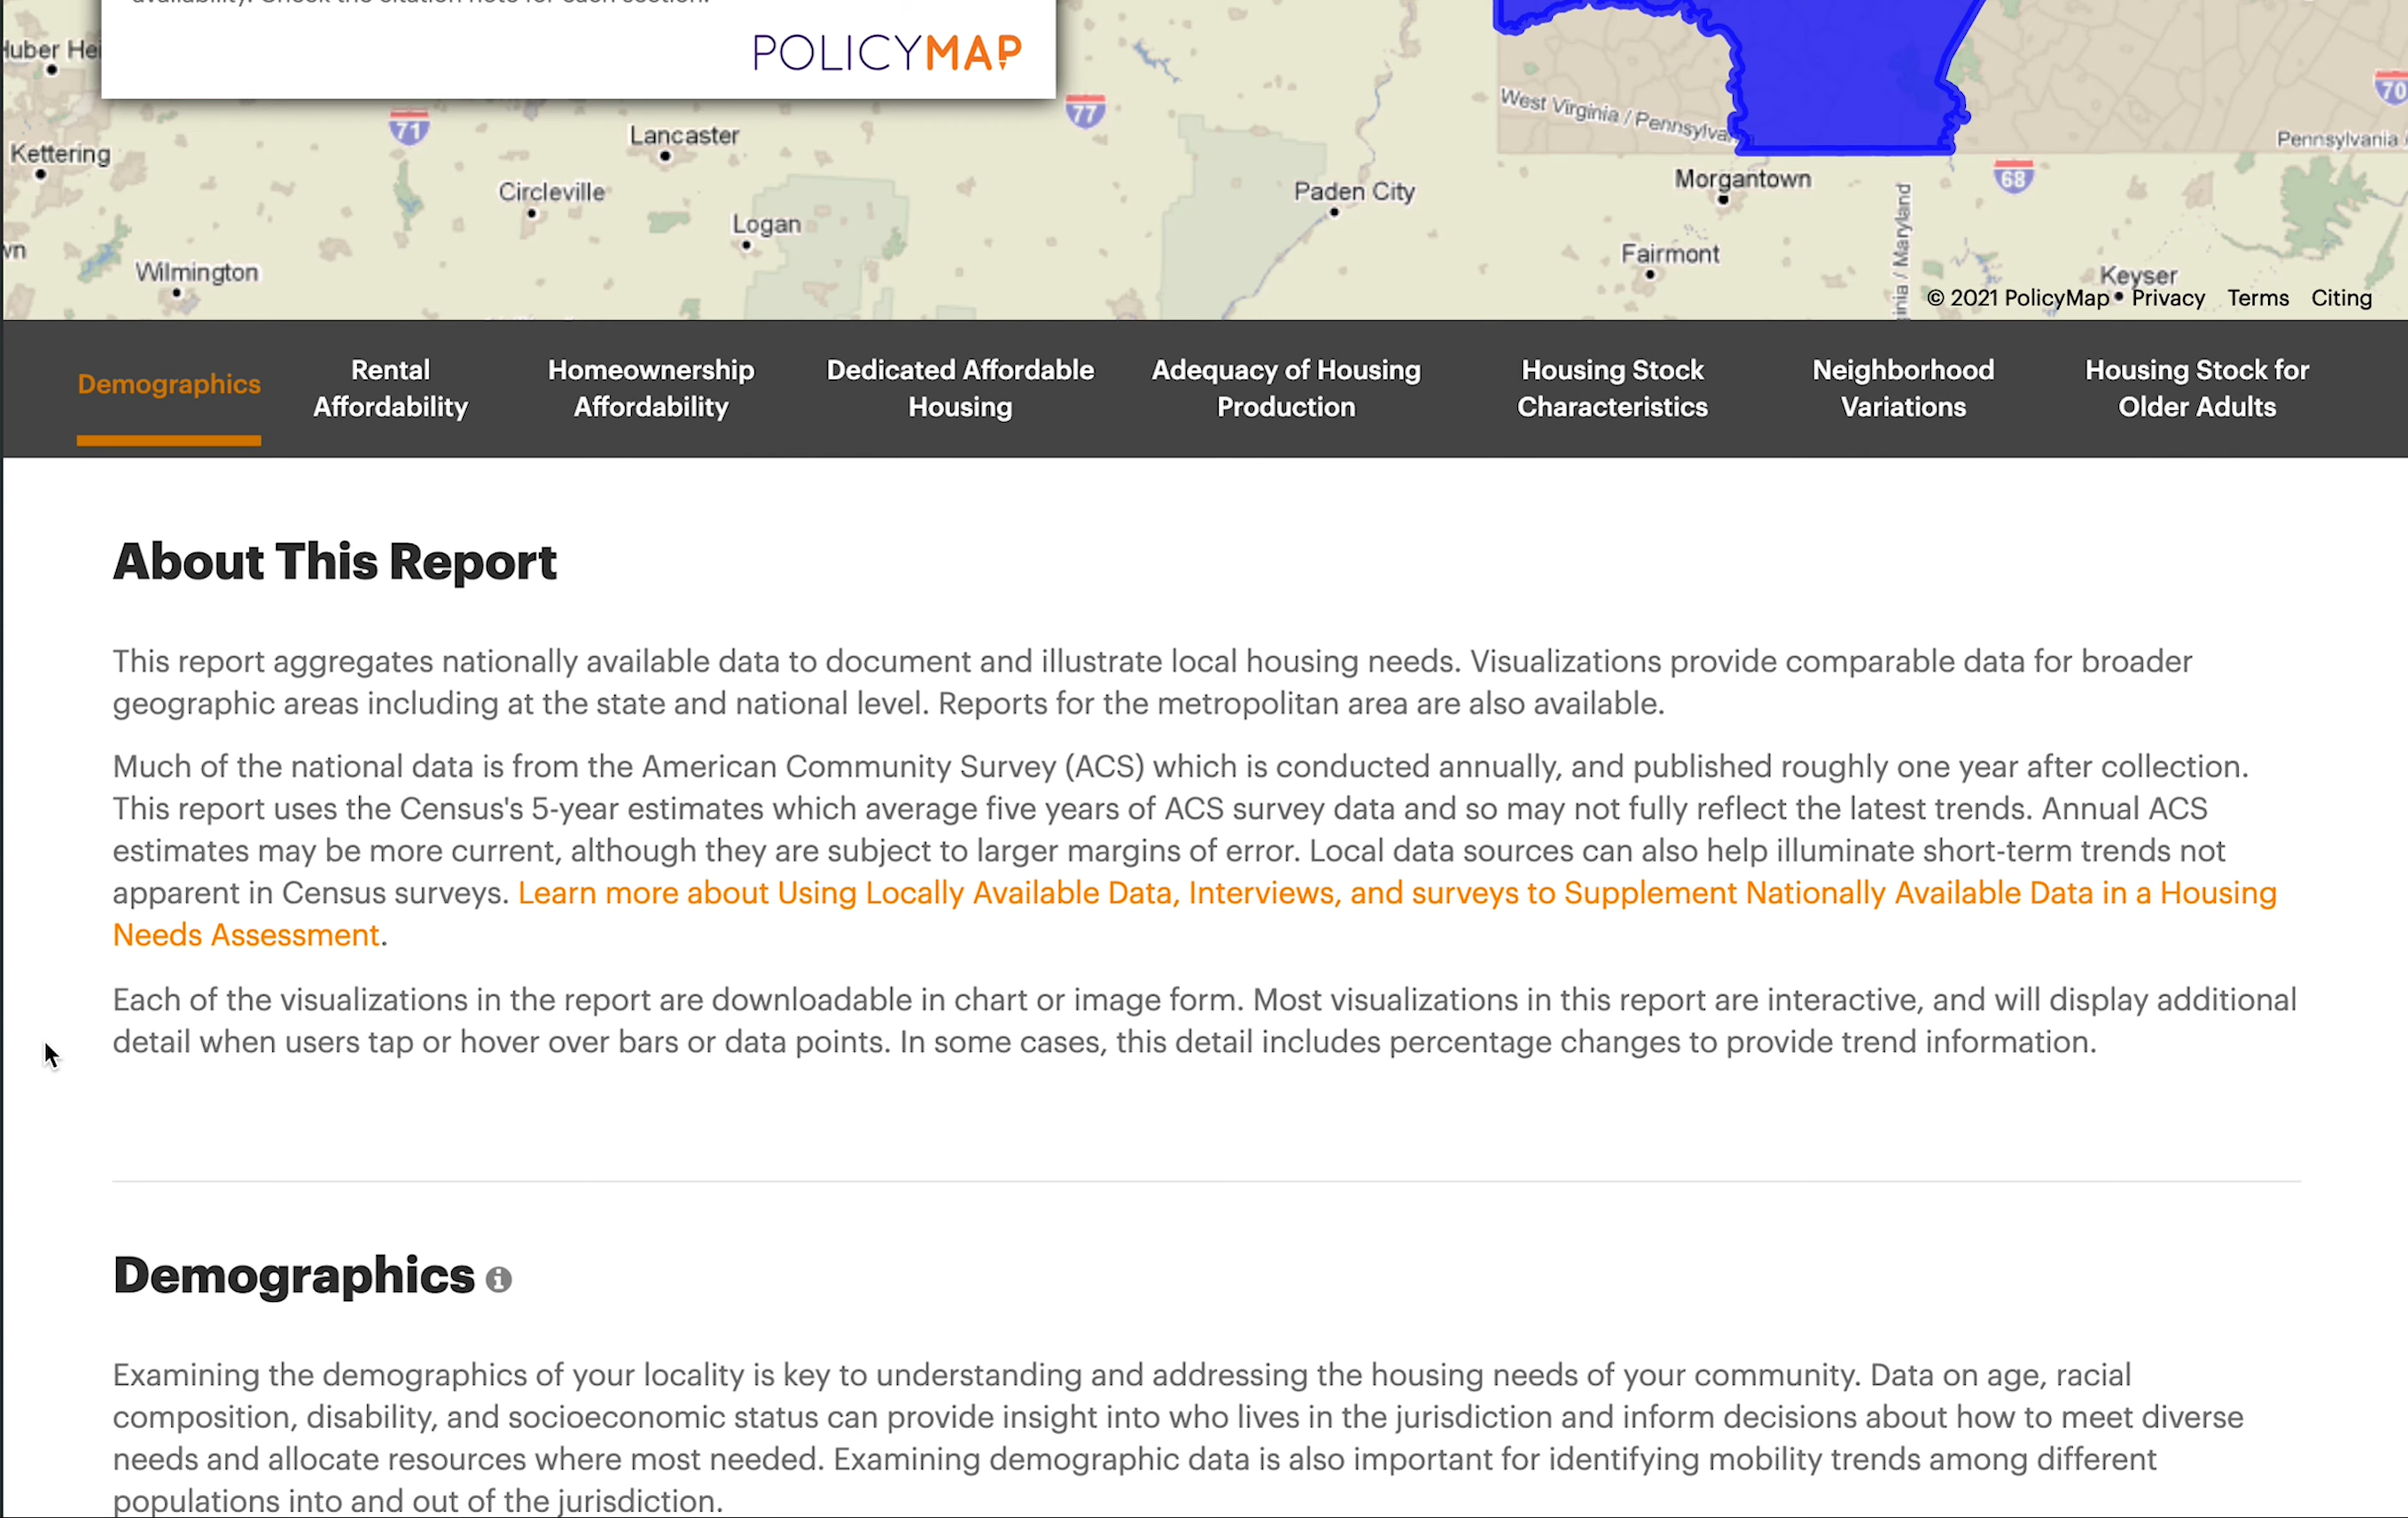 availability. Check the citation note for each section.
POLICYMAP
Kettering
71
Lancaster
77
Circleville
Logan
Wilmington
Paden City
West Virginia / Pennsylva
Morgantown
68
70
Pennsylvania
Fairmont
Keyser
© 2021 PolicyMap Privacy Terms Citing
Demographics
Rental
Affordability
Homeownership
Affordability
Dedicated Affordable
Housing
Adequacy of Housing
Production
Housing Stock
Characteristics
Neighborhood
Variations
Housing Stock for
Older Adults
About This Report
This report aggregates nationally available data to document and illustrate local housing needs. Visualizations provide comparable data for broader
geographic areas including at the state and national level. Reports for the metropolitan area are also available.
Much of the national data is from the American Community Survey (ACS) which is conducted annually, and published roughly one year after collection.
This report uses the Census's 5-year estimates which average five years of ACS survey data and so may not fully reflect the latest trends. Annual ACS
estimates may be more current, although they are subject to larger margins of error. Local data sources can also help illuminate short-term trends not
apparent in Census surveys. Learn more about Using Locally Available Data, Interviews, and surveys to Supplement Nationally Available Data in a Housing
Needs Assessment.
Each of the visualizations in the report are downloadable in chart or image form. Most visualizations in this report are interactive, and will display additional
detail when users tap or hover over bars or data points. In some cases, this detail includes percentage changes to provide trend information.
Demographics
Examining the demographics of your locality is key to understanding and addressing the housing needs of your community. Data on age, racial
composition, disability, and socioeconomic status can provide insight into who lives in the jurisdiction and inform decisions about how to meet diverse
needs and allocate resources where most needed. Examining demographic data is also important for identifying mobility trends among different
populations into and out of the jurisdiction.